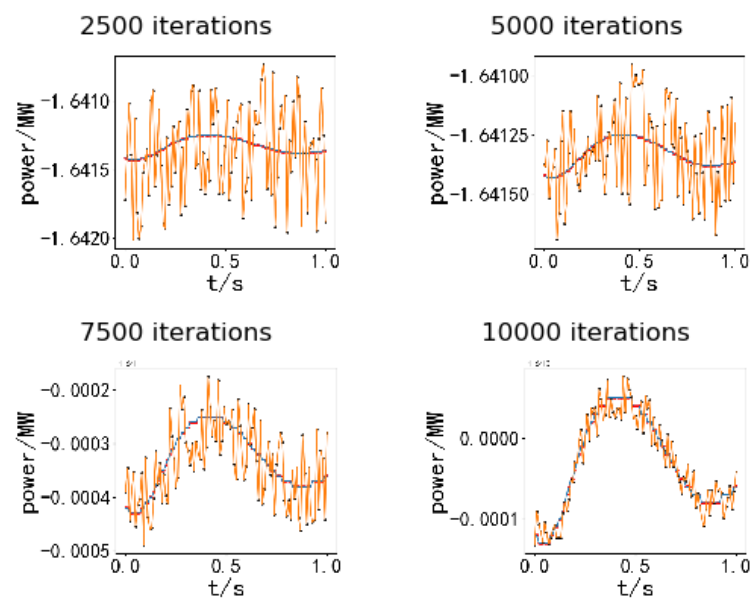 2500 iterations
5000 iterations
power/MW
-1.6410
-1.6415
-1.6420
0.0
0.5
1.0
t/s
power/MW
-1.64100
-1.64125
-1.64150
0.0
0.5
1.0
t/s
7500 iterations
10000 iterations
power/MW
-0.0002
-0.0003
-0.0004
-0.0005
0.0
0.5
1.0
t/s
power/MW
0.0000
-0.0001
0.0
0.5
1.0
t/s